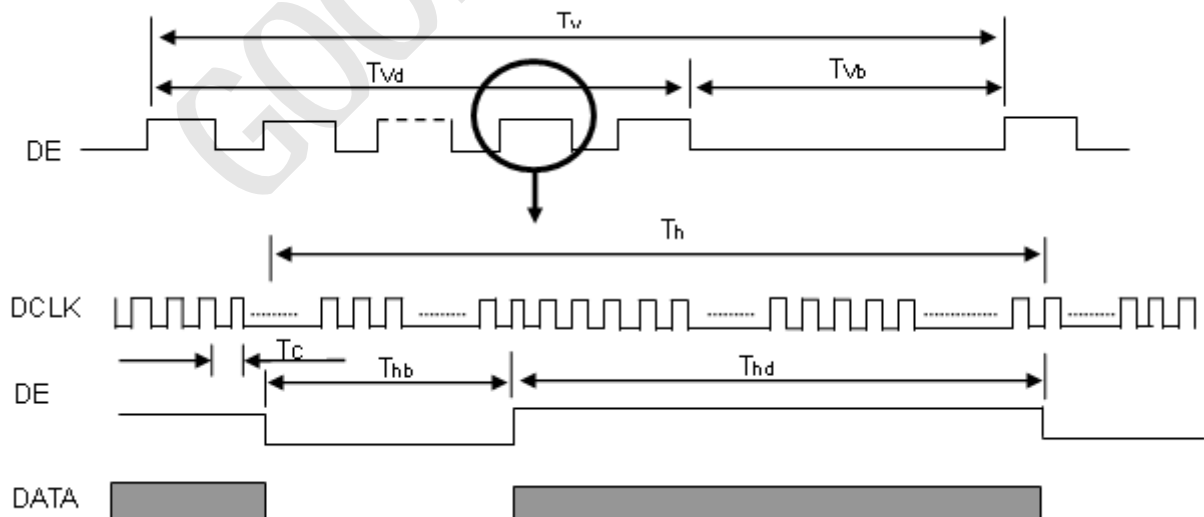 Tv
Tvd
Tvb
DE
Th
DCLK
Tc
Thb
Thd
DE
DATA